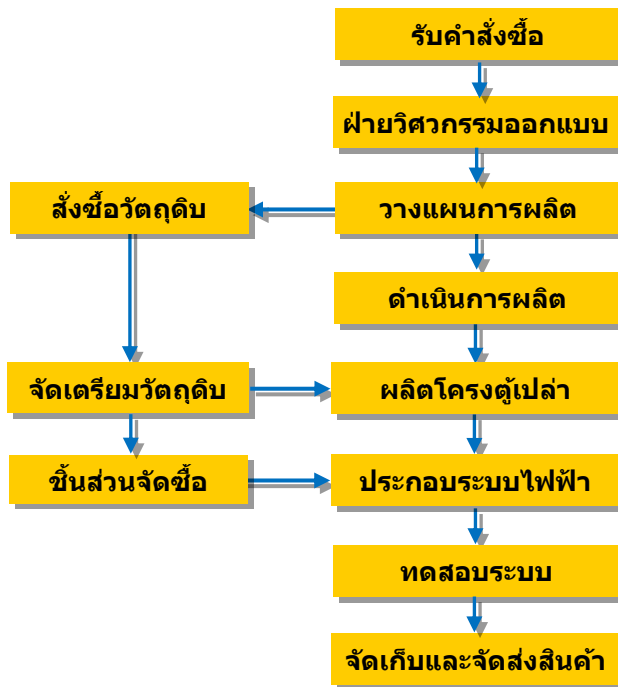 รับคำสั่งซื้อ
ฝ่ายวิศวกรรมออกแบบ
สั่งซื้อวัตถุดิบ
วางแผนการผลิต
ดำเนินการผลิต
จัดเตรียมวัตถุดิบ
ผลิตโครงตู้เปล่า
ชิ้นส่วนจัดซื้อ
ประกอบระบบไฟฟ้า
ทดสอบระบบ
จัดเก็บและจัดส่งสินค้า